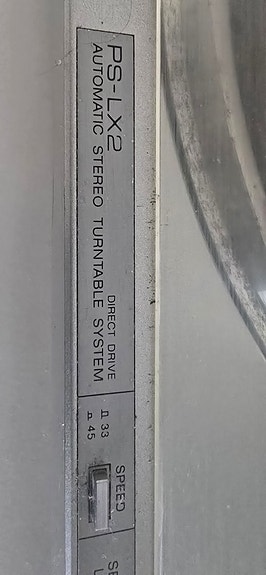 PS-LX2
DIRECT DRIVE
AUTOMATIC STEREO TURNTABLE SYSTEM
SPEED
33
45